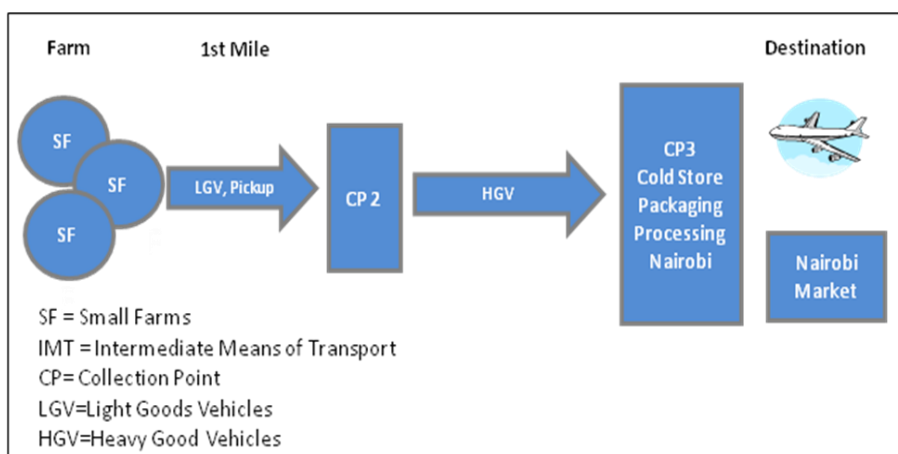 Farm
1st Mile
Destination
SF
SF
SF
LGV, Pickup
CP 2
HGV
CP3
Cold Store
Packaging
Processing
Nairobi
Nairobi
Market
SF = Small Farms
IMT = Intermediate Means of Transport
CP= Collection Point
LGV=Light Goods Vehicles
HGV=Heavy Good Vehicles